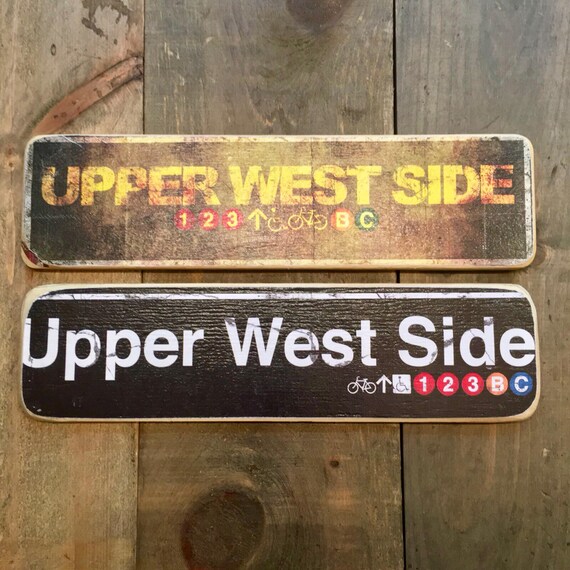 UPPER WEST SIDE
1 2 3 B C
Upper West Side
1 2 3 B C